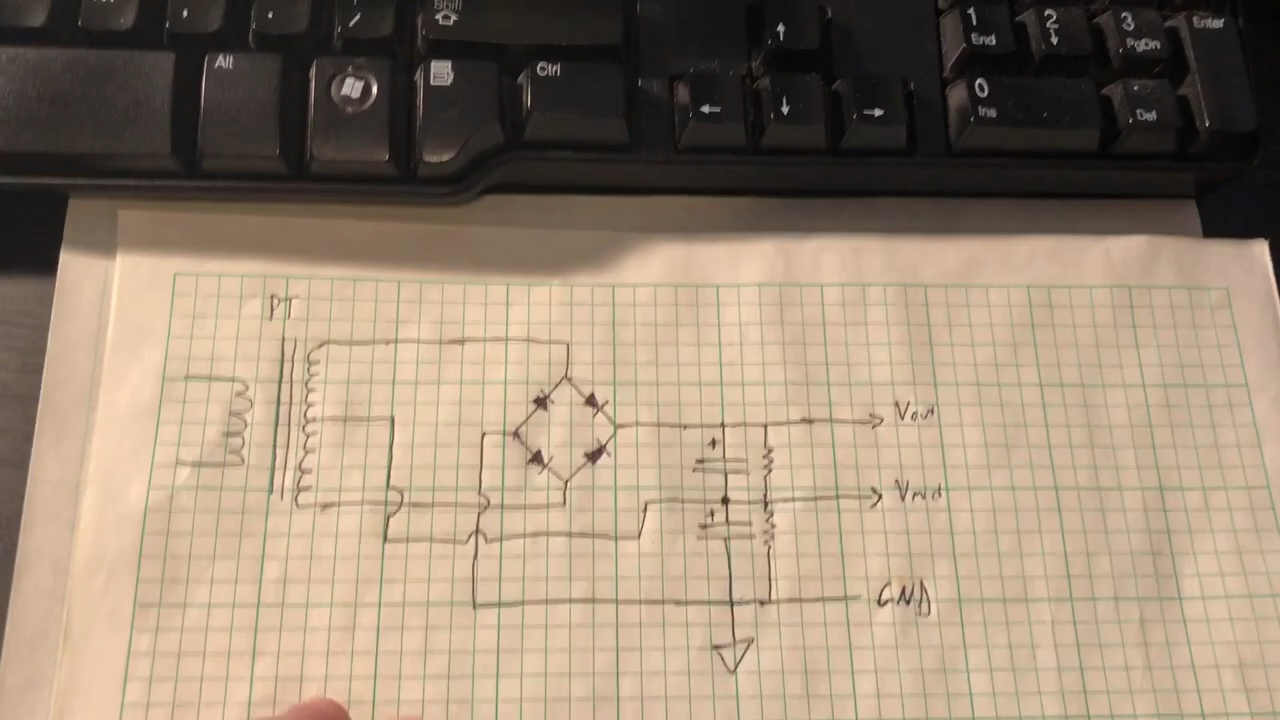 Shift
1
End
2
3
PgDn
Enter
Alt
Ctrl
0
Ins
Del
PT
+
Vout
Vmid
+
GND